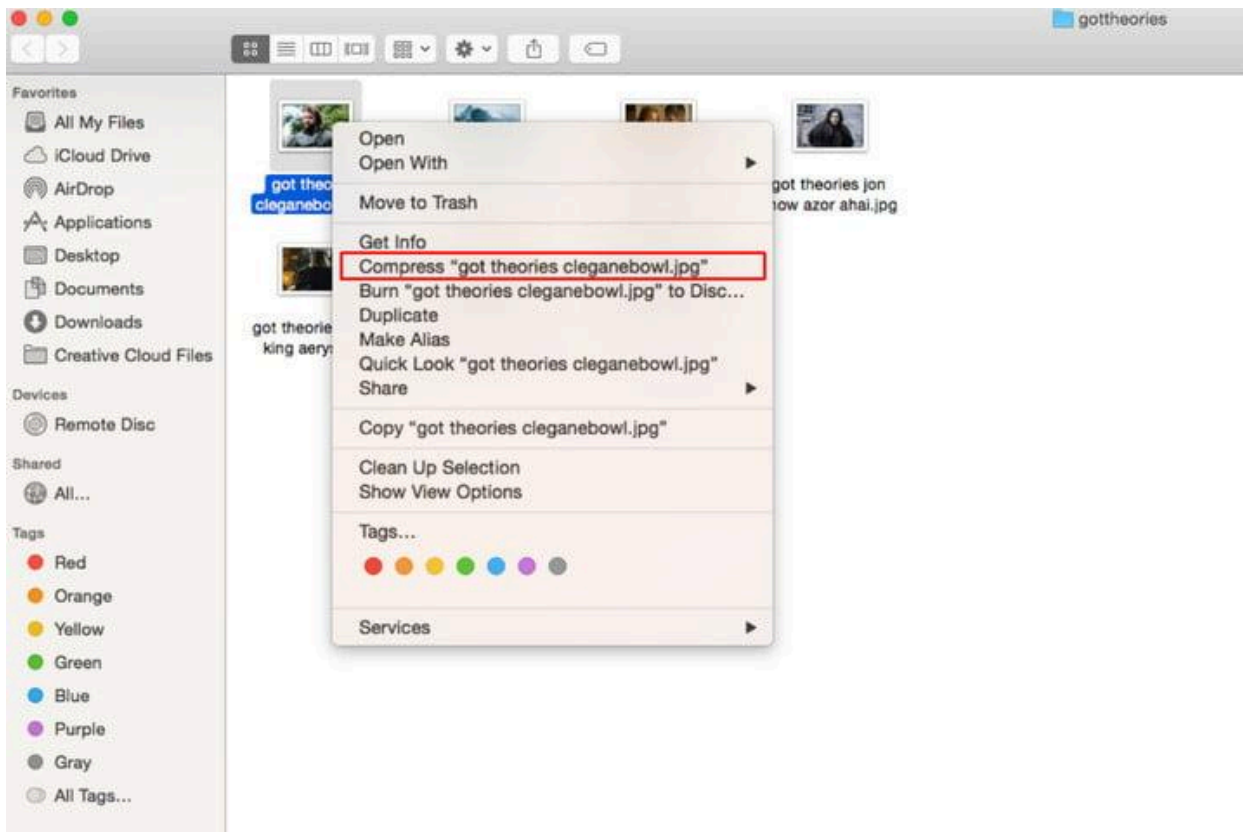 gottheories
Favorites
All My Files
iCloud Drive
AirDrop
Applications
Desktop
Documents
Downloads
Creative Cloud Files
Devices
Remote Disc
Shared
All...
Tags
Red
Orange
Yellow
Green
Blue
Purple
Gray
All Tags...
got theo
cleganebo
got theories jon
now azor ahai.jpg
got theorie
king aerys
Open
Open With
Move to Trash
Get Info
Compress “got theories cleganebowl.jpg”
Burn “got theories cleganebowl.jpg” to Disc...
Duplicate
Make Alias
Quick Look “got theories cleganebowl.jpg”
Share
Copy “got theories cleganebowl.jpg”
Clean Up Selection
Show View Options
Tags...
Services